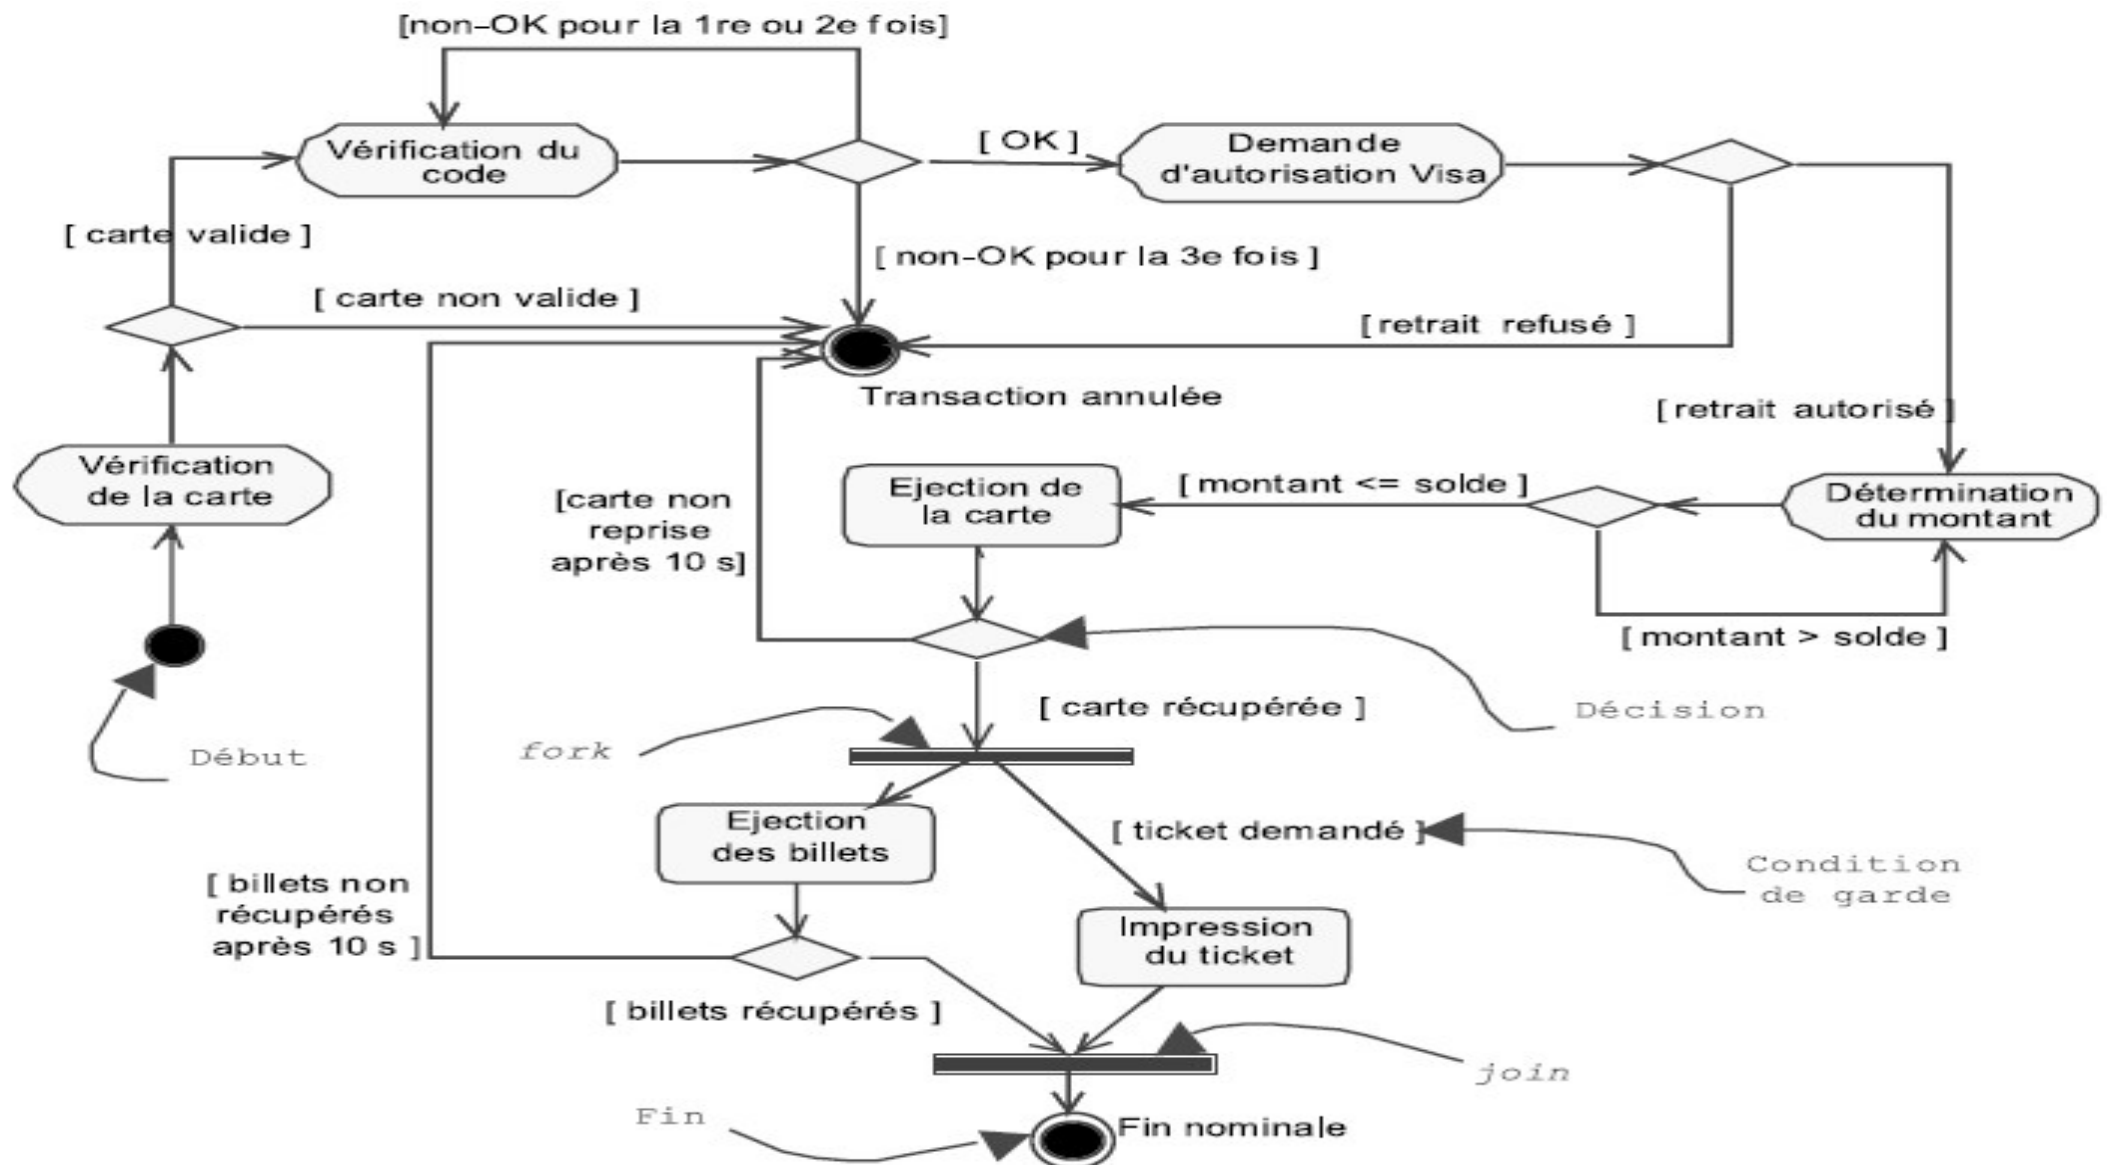 [non-OK pour la 1re ou 2e fois]
Vérification du
code
[ OK ]
Demande
d'autorisation Visa
[ carte valide ]
[ non-OK pour la 3e fois ]
[ carte non valide ]
[retrait refusé ]
Transaction annulée
[retrait autorisé ]
Vérification
de la carte
[carte non
reprise
après 10 s]
Ejection de
la carte
[ montant <= solde ]
Détermination
du montant
[ montant > solde ]
[ carte récupérée ]
Décision
Début
fork
Ejection
des billets
[ ticket demandé ]
Condition
de garde
[ billets non
récupérés
après 10 s ]
Impression
du ticket
[ billets récupérés ]
join
Fin
Fin nominale